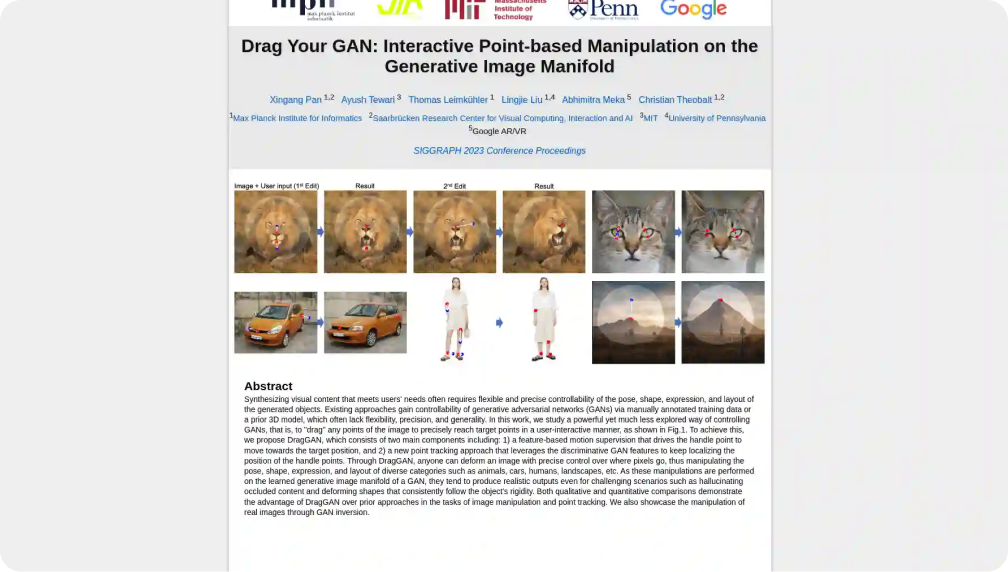 max planck institut
informatik
Massachusetts
Institute of
Technology
Penn
Google
Drag Your GAN: Interactive Point-based Manipulation on the
Generative Image Manifold
Xingang Pan 1,2 Ayush Tewari 3 Thomas Leimkühler 1 Lingjie Liu 1,4 Abhimitra Meka 5 Christian Theobalt 1,2
1Max Planck Institute for Informatics 2Saarbrücken Research Center for Visual Computing, Interaction and AI 3MIT 4University of Pennsylvania
5Google AR/VR
SIGGRAPH 2023 Conference Proceedings
Image + User input (1st Edit) Result 2nd Edit Result
Abstract
Synthesizing visual content that meets users' needs often requires flexible and precise controllability of the pose, shape, expression, and layout of
the generated objects. Existing approaches gain controllability of generative adversarial networks (GANs) via manually annotated training data or
a prior 3D model, which often lack flexibility, precision, and generality. In this work, we study a powerful yet much less explored way of controlling
GANs, that is, to "drag" any points of the image to precisely reach target points in a user-interactive manner, as shown in Fig.1. To achieve this,
we propose DragGAN, which consists of two main components including: 1) a feature-based motion supervision that drives the handle point to
move towards the target position, and 2) a new point tracking approach that leverages the discriminative GAN features to keep localizing the
position of the handle points. Through DragGAN, anyone can deform an image with precise control over where pixels go, thus manipulating the
pose, shape, expression, and layout of diverse categories such as animals, cars, humans, landscapes, etc. As these manipulations are performed
on the learned generative image manifold of a GAN, they tend to produce realistic outputs even for challenging scenarios such as hallucinating
occluded content and deforming shapes that consistently follow the object's rigidity. Both qualitative and quantitative comparisons demonstrate
the advantage of DragGAN over prior approaches in the tasks of image manipulation and point tracking. We also showcase the manipulation of
real images through GAN inversion.